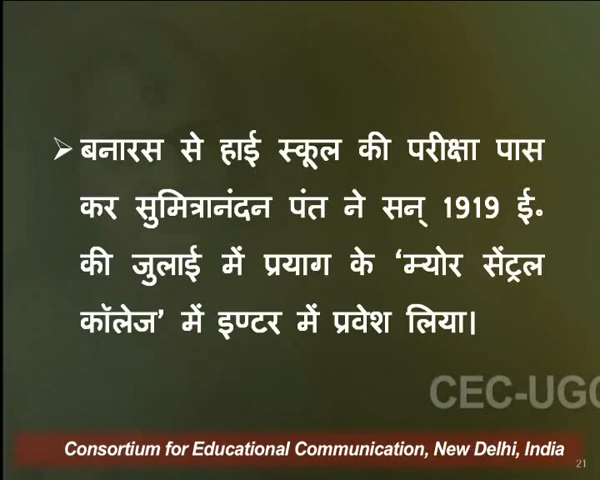 ➢ बनारस से हाई स्कूल की परीक्षा पास
कर सुमित्रानंदन पंत ने सन् 1919 ई॰
की जुलाई में प्रयाग के ‘म्योर सेंट्रल
कॉलेज’ में इण्टर में प्रवेश लिया।
CEC-UGC
Consortium for Educational Communication, New Delhi, India
21